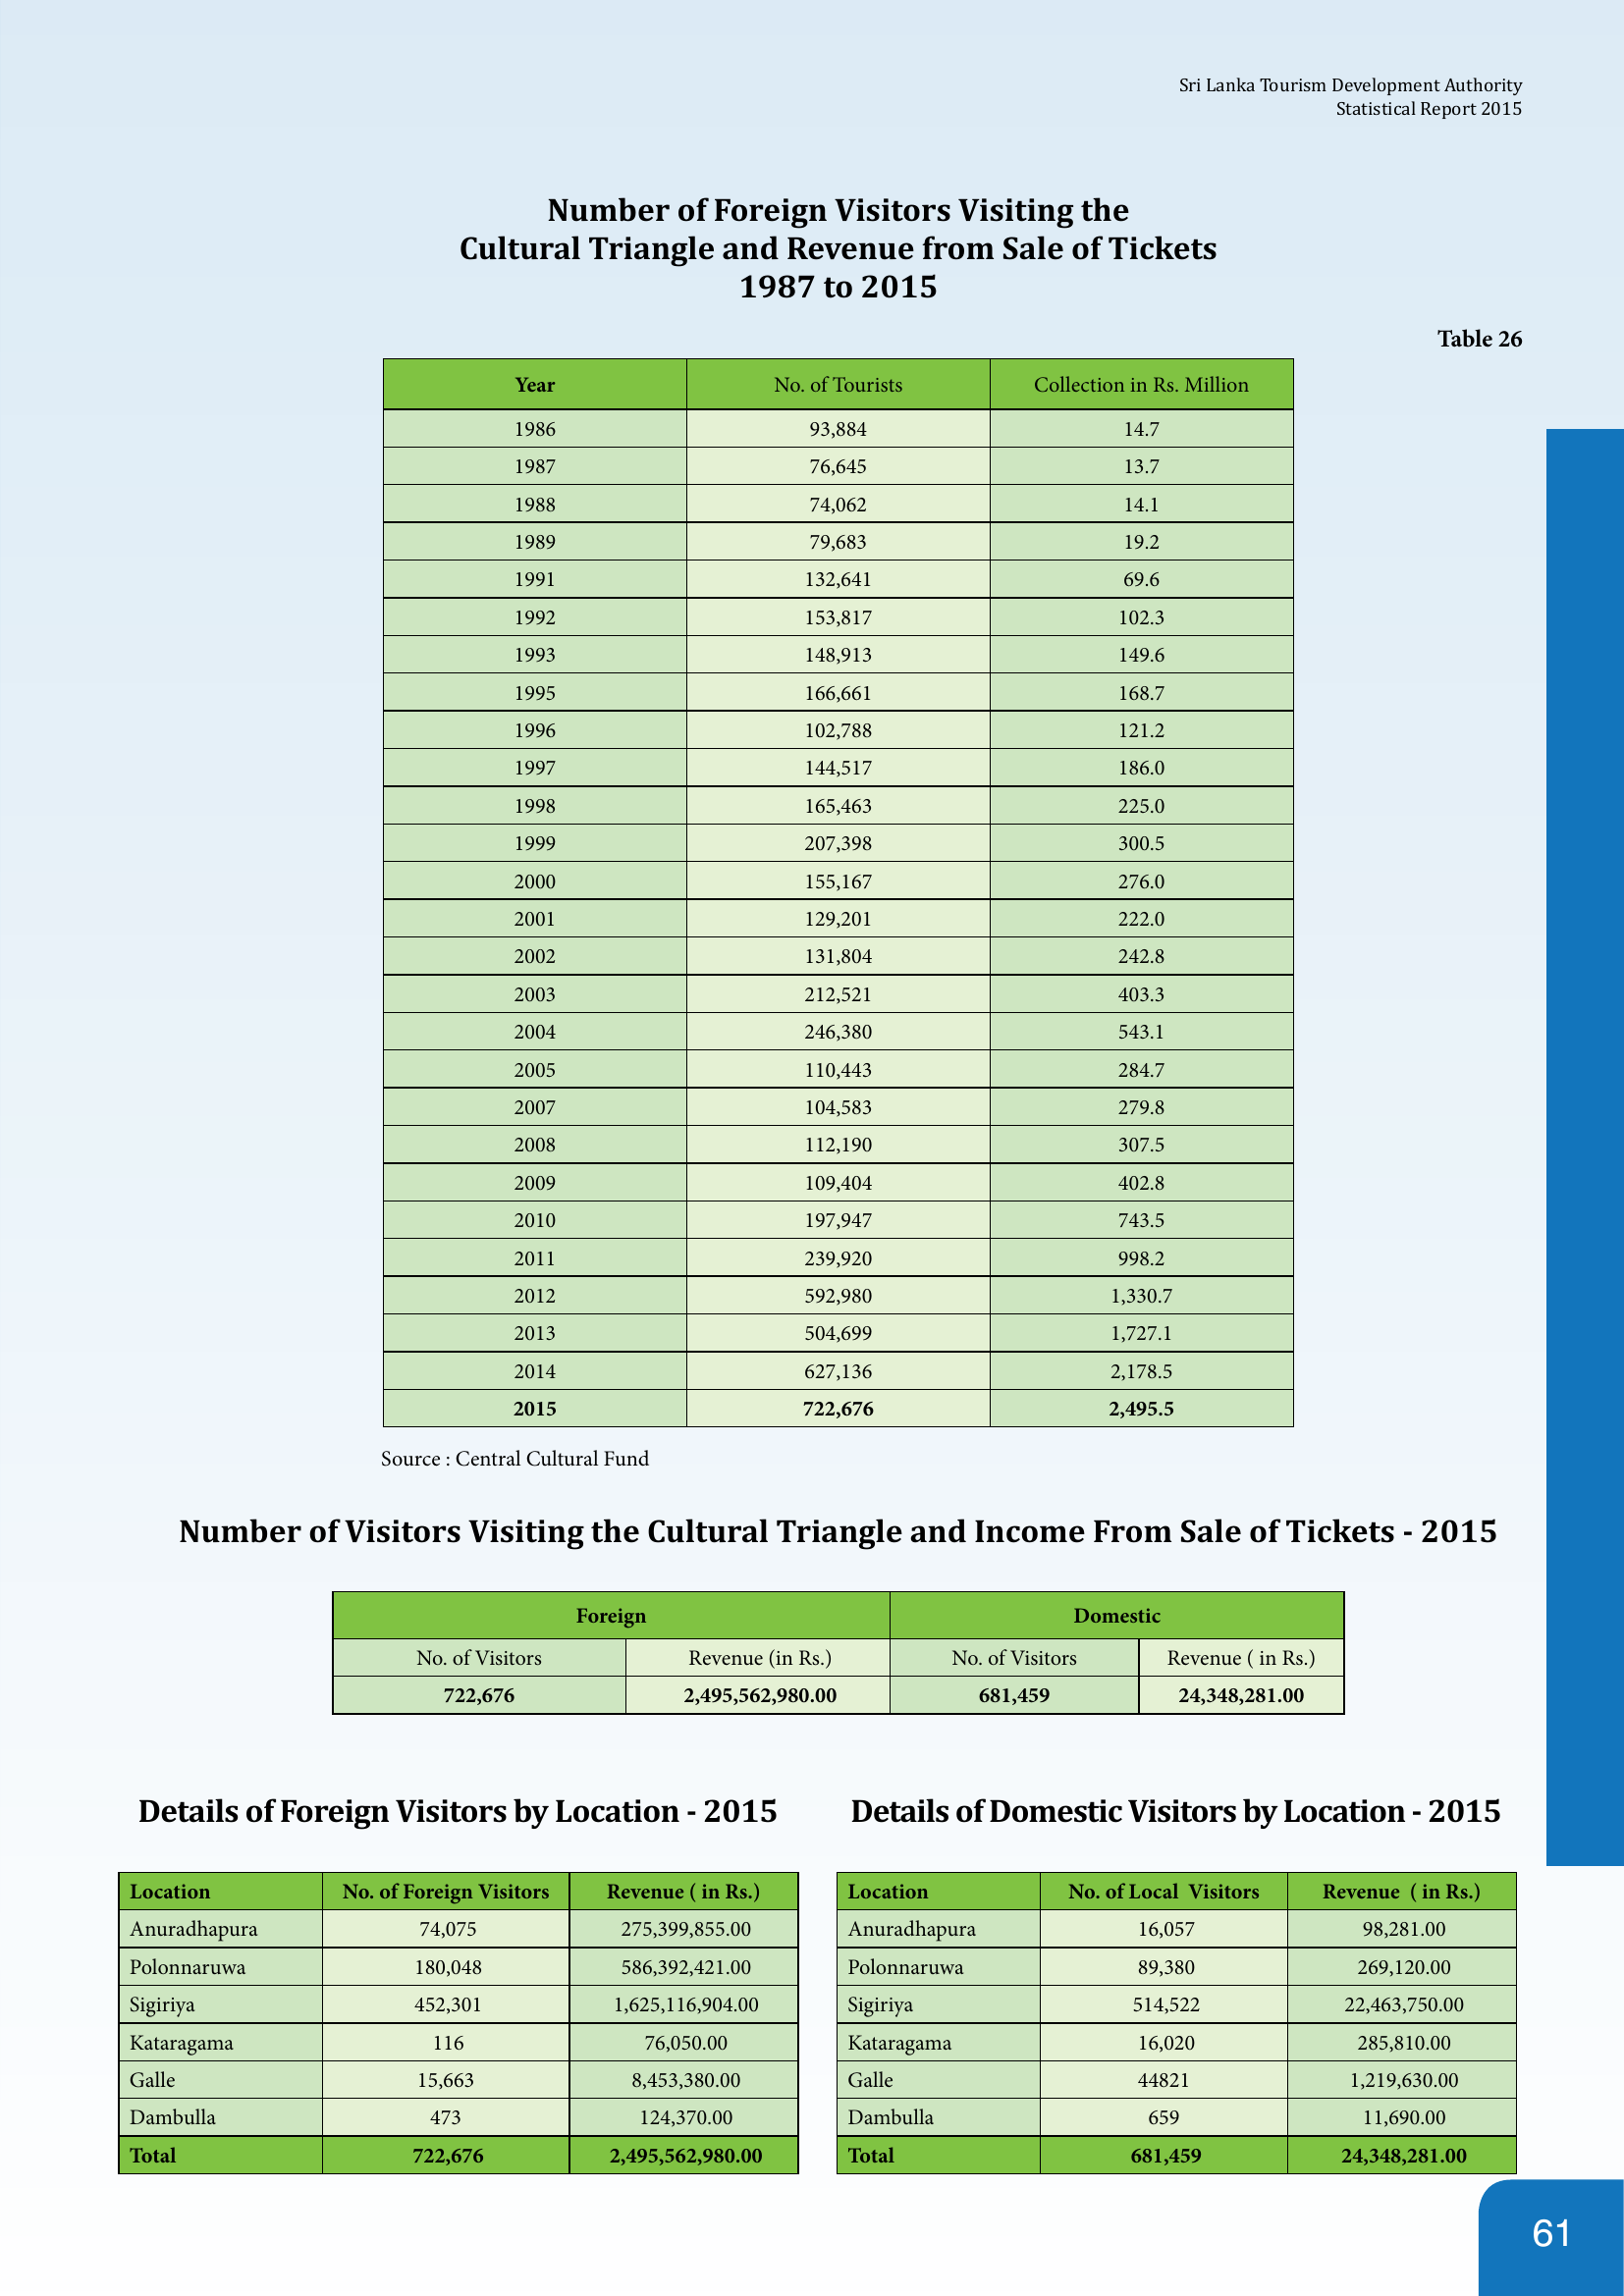 Sri Lanka Tourism Development Authority
Statistical Report 2015
Number of Foreign Visitors Visiting the
Cultural Triangle and Revenue from Sale of Tickets
1987 to 2015
Table 26
Year No. of Tourists Collection in Rs. Million
1986 93,884 14.7
1987 76,645 13.7
1988 74,062 14.1
1989 79,683 19.2
1991 132,641 69.6
1992 153,817 102.3
1993 148,913 149.6
1995 166,661 168.7
1996 102,788 121.2
1997 144,517 186.0
1998 165,463 225.0
1999 207,398 300.5
2000 155,167 276.0
2001 129,201 222.0
2002 131,804 242.8
2003 212,521 403.3
2004 246,380 543.1
2005 110,443 284.7
2007 104,583 279.8
2008 112,190 307.5
2009 109,404 402.8
2010 197,947 743.5
2011 239,920 998.2
2012 592,980 1,330.7
2013 504,699 1,727.1
2014 627,136 2,178.5
2015 722,676 2,495.5
Source : Central Cultural Fund
Number of Visitors Visiting the Cultural Triangle and Income From Sale of Tickets - 2015
Foreign Domestic
No. of Visitors Revenue (in Rs.) No. of Visitors Revenue ( in Rs.)
722,676 2,495,562,980.00 681,459 24,348,281.00
Details of Foreign Visitors by Location - 2015
Location No. of Foreign Visitors Revenue ( in Rs.)
Anuradhapura 74,075 275,399,855.00
Polonnaruwa 180,048 586,392,421.00
Sigiriya 452,301 1,625,116,904.00
Kataragama 116 76,050.00
Galle 15,663 8,453,380.00
Dambulla 473 124,370.00
Total 722,676 2,495,562,980.00
Details of Domestic Visitors by Location - 2015
Location No. of Local Visitors Revenue ( in Rs.)
Anuradhapura 16,057 98,281.00
Polonnaruwa 89,380 269,120.00
Sigiriya 514,522 22,463,750.00
Kataragama 16,020 285,810.00
Galle 44821 1,219,630.00
Dambulla 659 11,690.00
Total 681,459 24,348,281.00
61